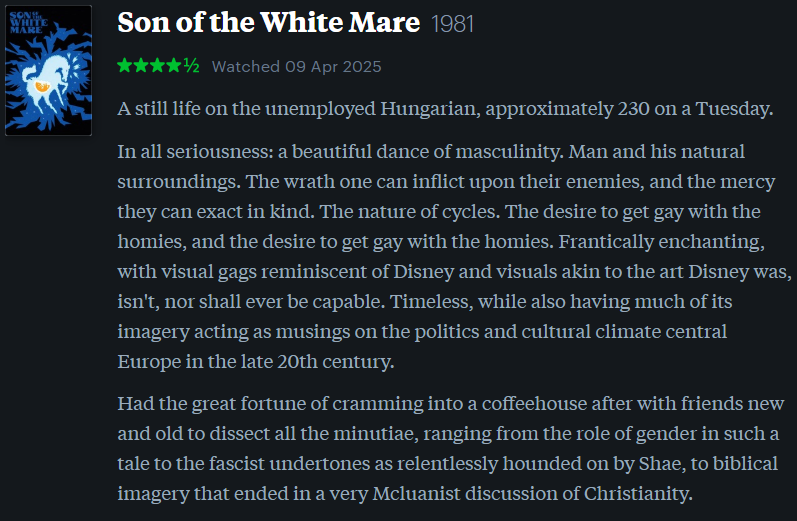 SON OF THE
WHITE
MARE
Son of the White Mare 1981
★★★★½ Watched 09 Apr 2025
A still life on the unemployed Hungarian, approximately 230 on a Tuesday.
In all seriousness: a beautiful dance of masculinity. Man and his natural
surroundings. The wrath one can inflict upon their enemies, and the mercy
they can exact in kind. The nature of cycles. The desire to get gay with the
homies, and the desire to get gay with the homies. Frantically enchanting,
with visual gags reminiscent of Disney and visuals akin to the art Disney was,
isn't, nor shall ever be capable. Timeless, while also having much of its
imagery acting as musings on the politics and cultural climate central
Europe in the late 20th century.
Had the great fortune of cramming into a coffeehouse after with friends new
and old to dissect all the minutiae, ranging from the role of gender in such a
tale to the fascist undertones as relentlessly hounded on by Shae, to biblical
imagery that ended in a very Mcluanist discussion of Christianity.